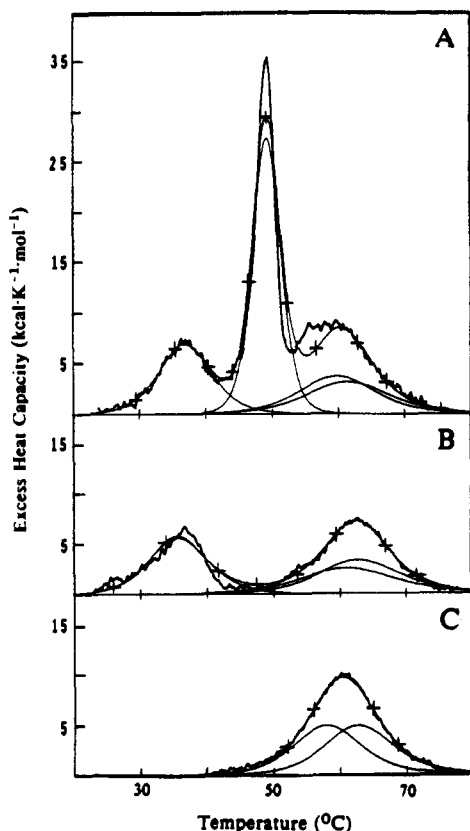 A
35
25
15
5
B
15
5
C
15
5
30 50 70
Excess Heat Capacity (kcal·K⁻¹·mol⁻¹)
Temperature (°C)